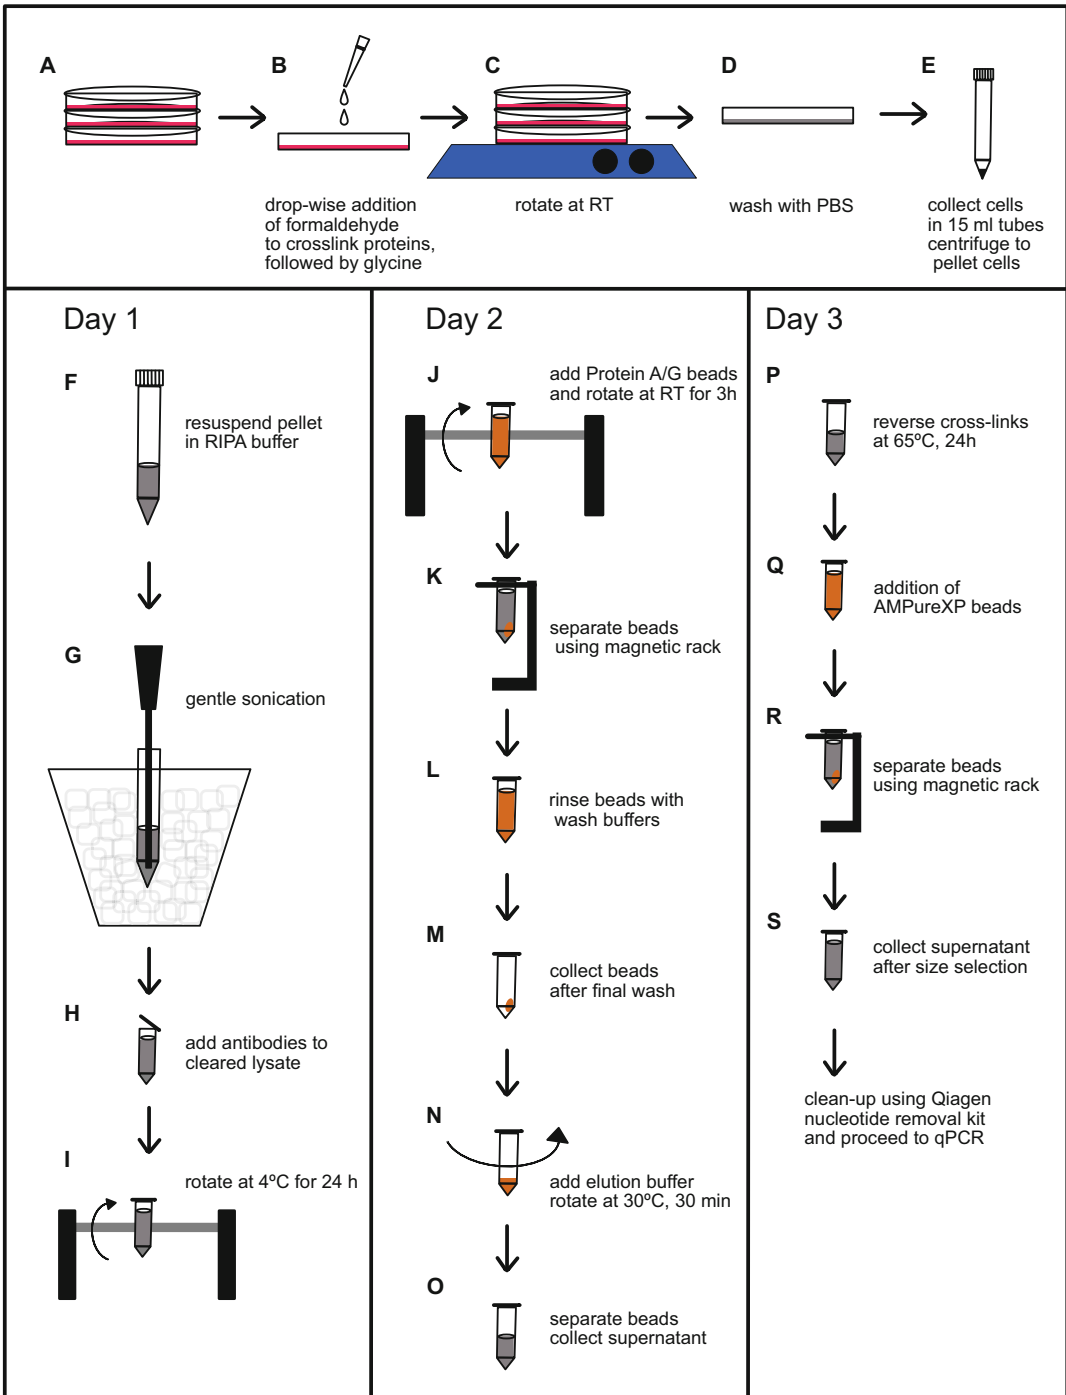 A
B
C
D
E
drop-wise addition
of formaldehyde
to crosslink proteins,
followed by glycine
rotate at RT
wash with PBS
collect cells
in 15 ml tubes
centrifuge to
pellet cells
Day 1
F
resuspend pellet
in RIPA buffer
G
gentle sonication
H
add antibodies to
cleared lysate
I
rotate at 4ºC for 24 h
Day 2
J
add Protein A/G beads
and rotate at RT for 3h
K
separate beads
using magnetic rack
L
rinse beads with
wash buffers
M
collect beads
after final wash
N
add elution buffer
rotate at 30ºC, 30 min
O
separate beads
collect supernatant
Day 3
P
reverse cross-links
at 65ºC, 24h
Q
addition of
AMPureXP beads
R
separate beads
using magnetic rack
S
collect supernatant
after size selection
clean-up using Qiagen
nucleotide removal kit
and proceed to qPCR